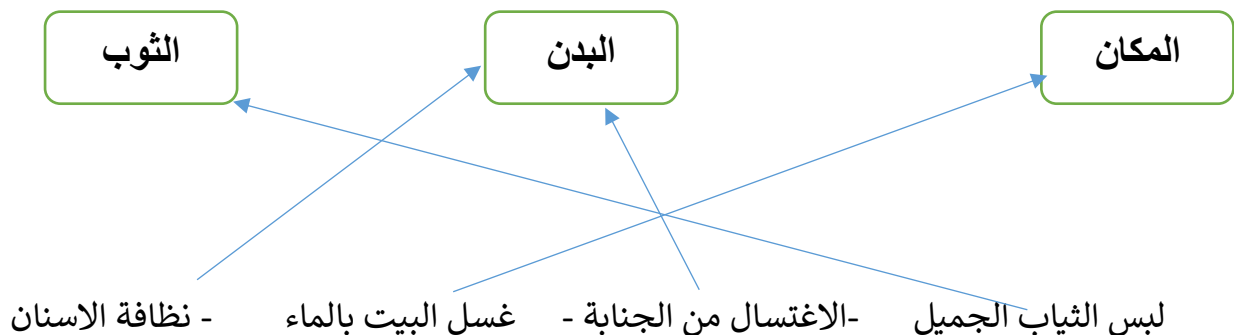 المكان البدن الثوب
لبس الثياب الجميل -الاغتسال من الجنابة - غسل البيت بالماء - نظافة الاسنان